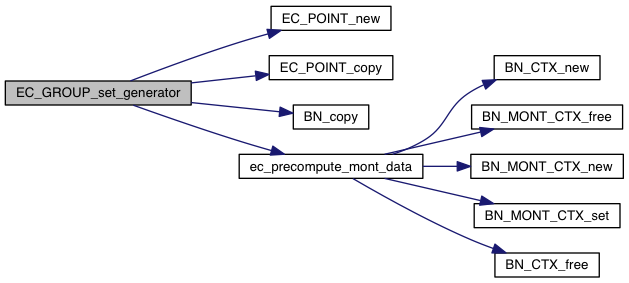 EC_POINT_new
EC_POINT_copy
EC_GROUP_set_generator
BN_copy
ec_precompute_mont_data
BN_CTX_new
BN_MONT_CTX_free
BN_MONT_CTX_new
BN_MONT_CTX_set
BN_CTX_free